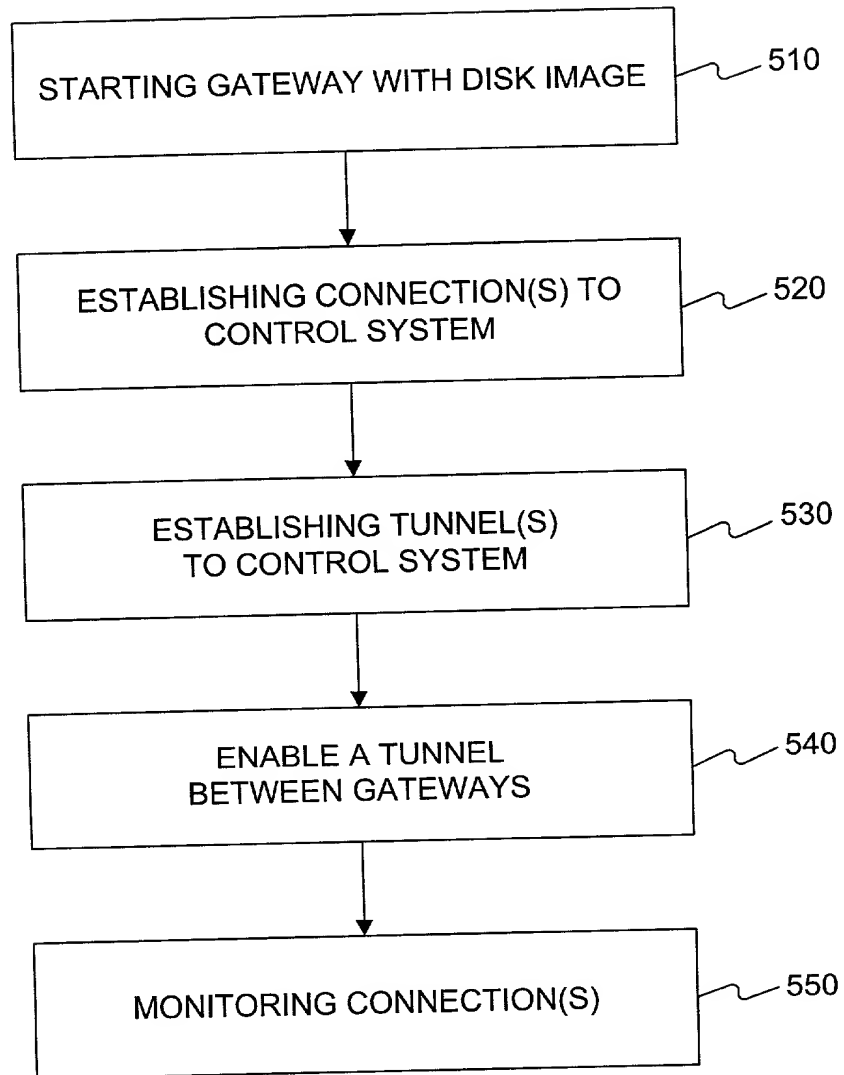 STARTING GATEWAY WITH DISK IMAGE
510
ESTABLISHING CONNECTION(S) TO
CONTROL SYSTEM
520
ESTABLISHING TUNNEL(S)
TO CONTROL SYSTEM
530
ENABLE A TUNNEL
BETWEEN GATEWAYS
540
MONITORING CONNECTION(S)
550